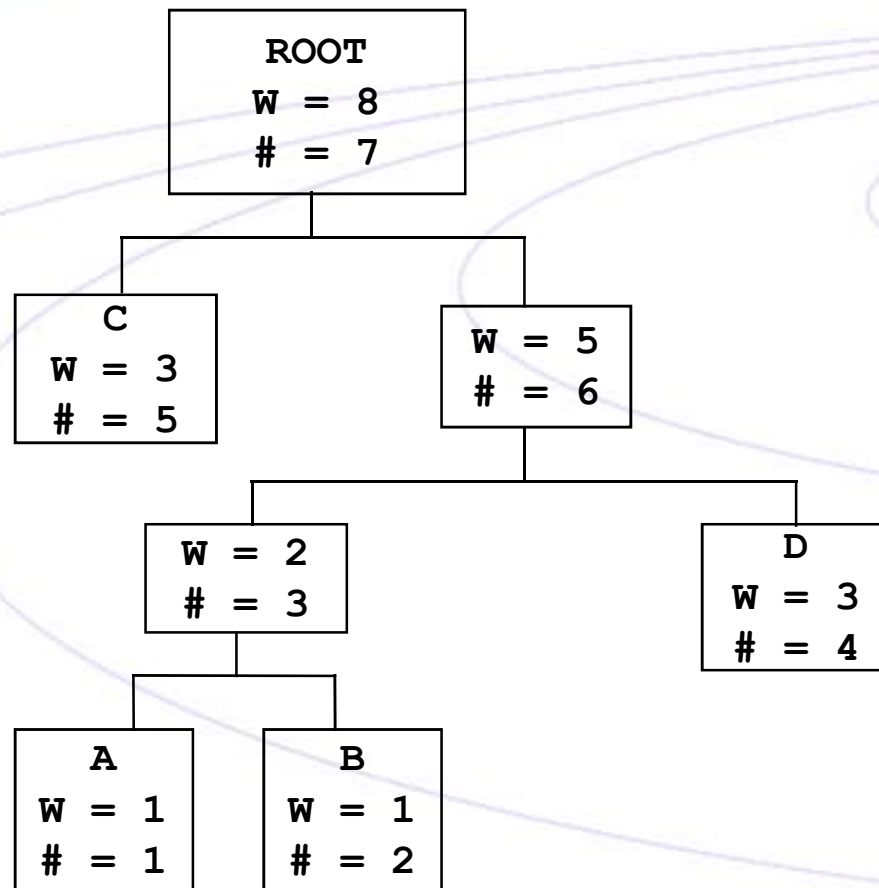 ROOT
W = 8
# = 7
C
W = 3
# = 5
W = 5
# = 6
W = 2
# = 3
D
W = 3
# = 4
A
W = 1
# = 1
B
W = 1
# = 2